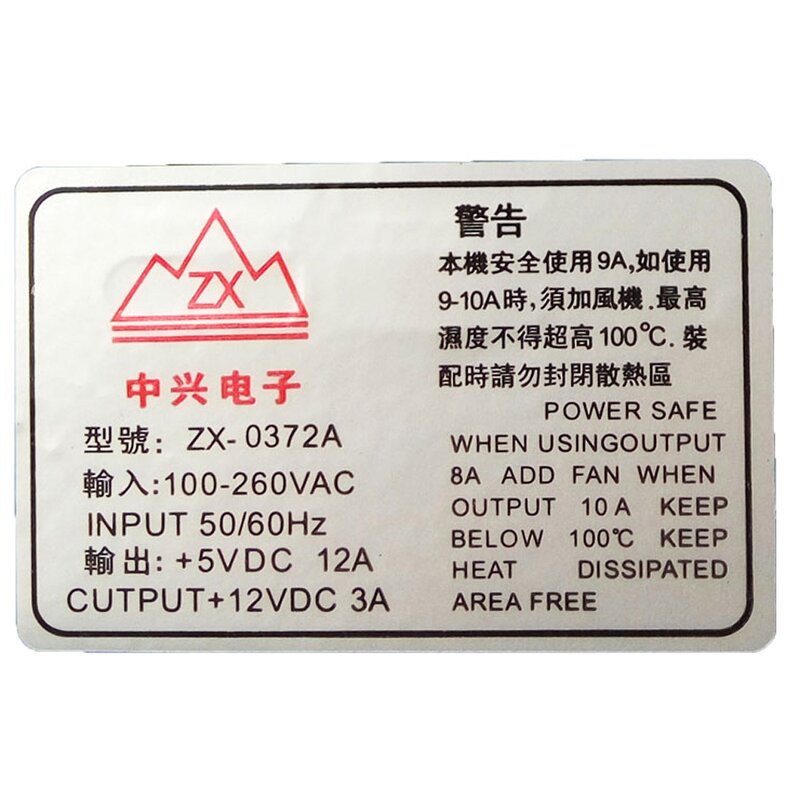 ZX
中兴电子
型號: ZX-0372A
輸入:100-260VAC
INPUT 50/60Hz
輸出: +5VDC 12A
CUTPUT+12VDC 3A
警告
本機安全使用9A,如使用
9-10A時,須加風機.最高
濕度不得超高100℃. 裝
配時請勿封閉散熱區
POWER SAFE
WHEN USINGOUTPUT
8A ADD FAN WHEN
OUTPUT 10A KEEP
BELOW 100℃ KEEP
HEAT DISSIPATED
AREA FREE